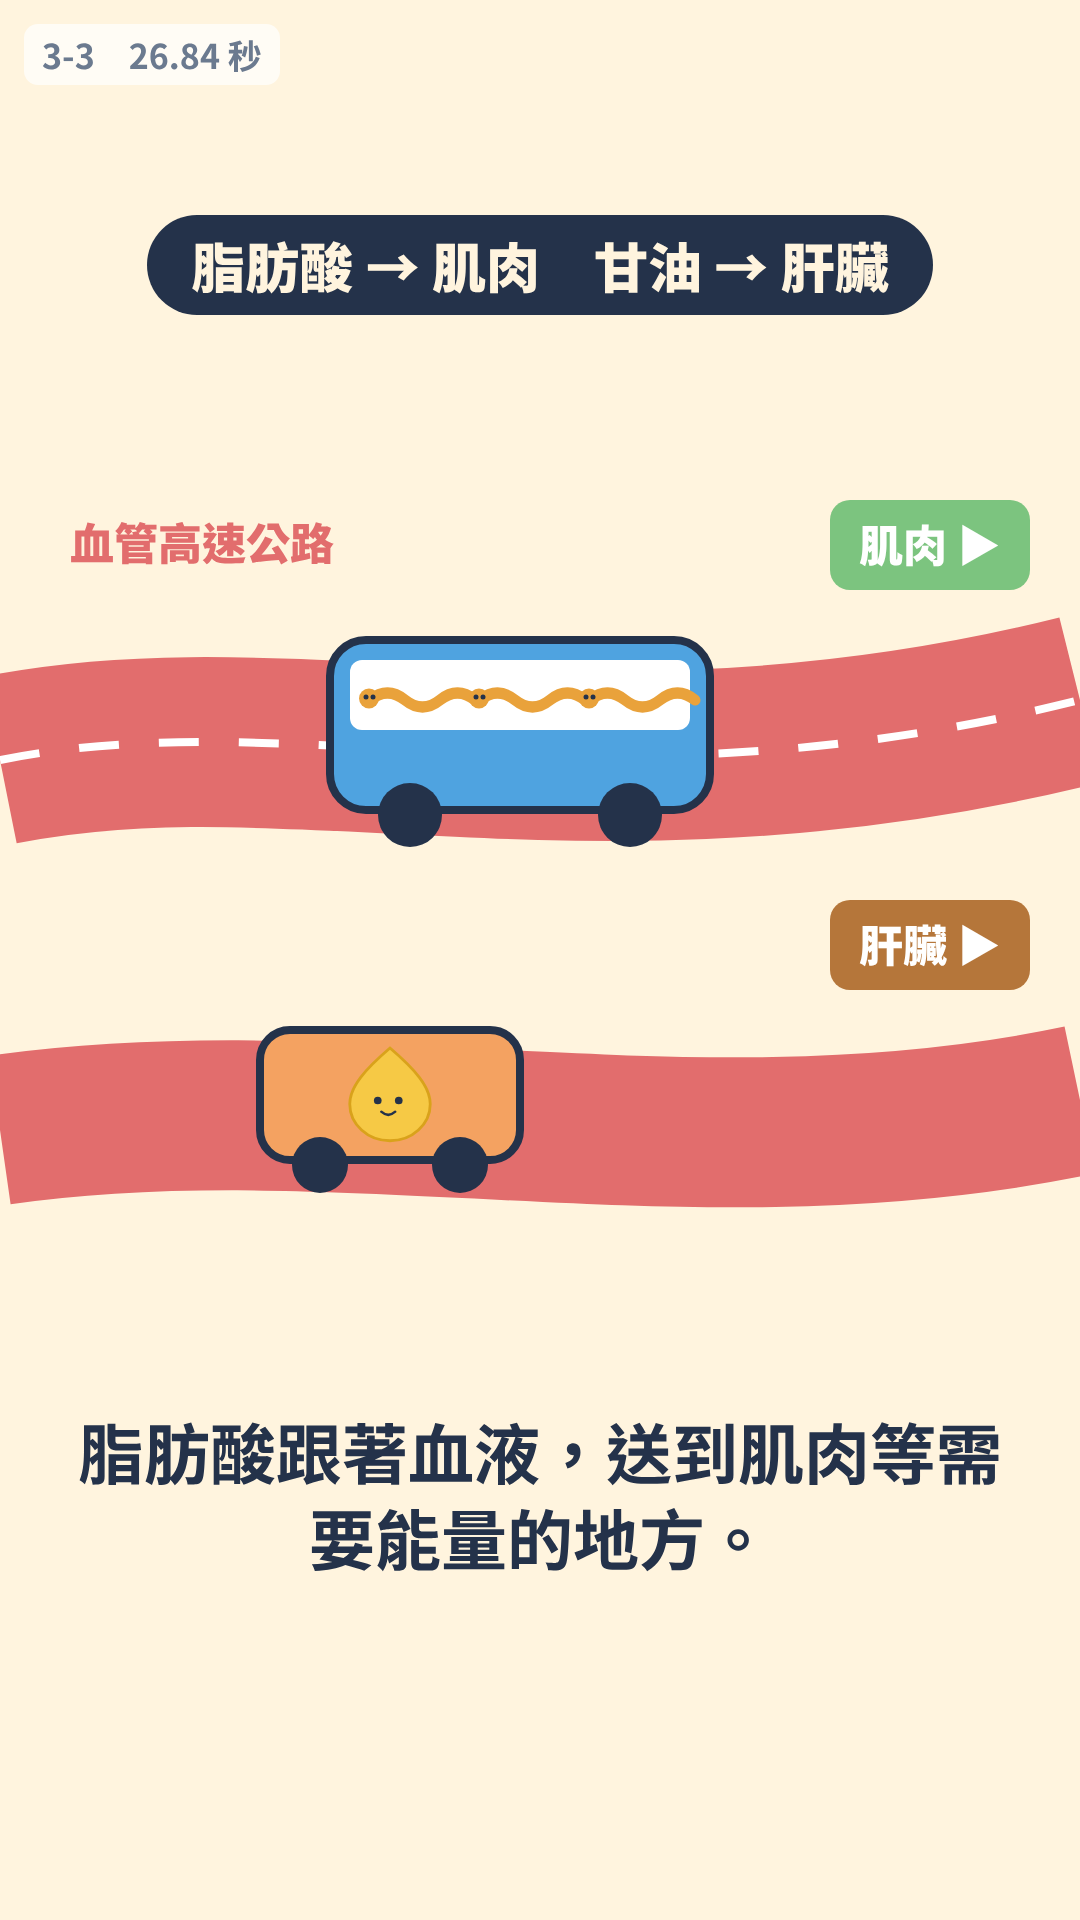 3-3　26.84 秒
脂肪酸 → 肌肉　甘油 → 肝臟
血管高速公路
肌肉 ▶
肝臟 ▶
脂肪酸跟著血液，送到肌肉等需
要能量的地方。